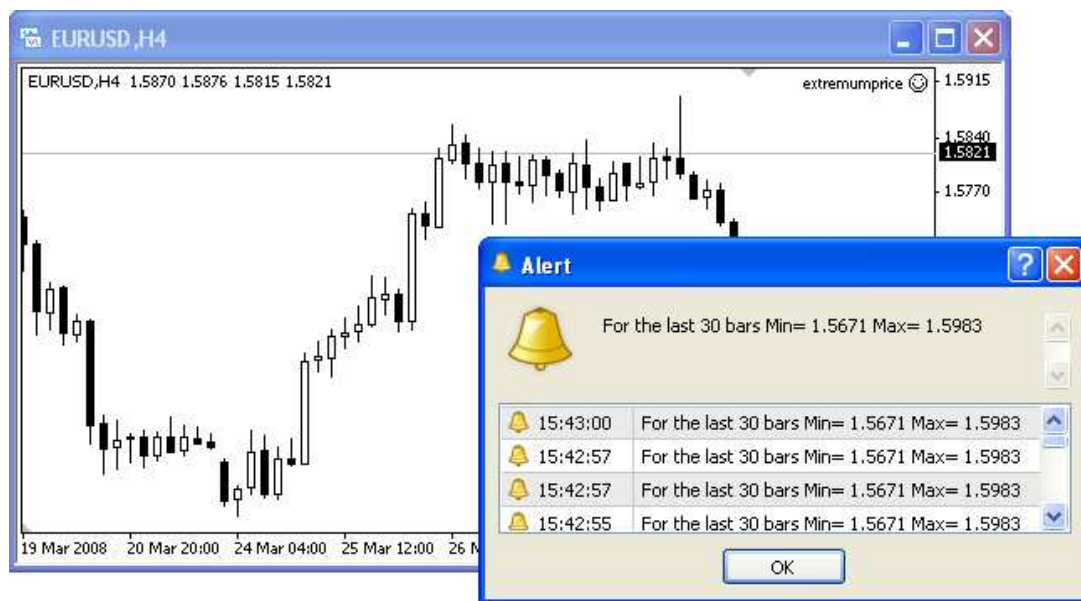 EURUSD,H4
EURUSD,H4 1.5870 1.5876 1.5815 1.5821
extremumprice
1.5915
1.5840
1.5821
1.5770
Alert
For the last 30 bars Min= 1.5671 Max= 1.5983
15:43:00 For the last 30 bars Min= 1.5671 Max= 1.5983
15:42:57 For the last 30 bars Min= 1.5671 Max= 1.5983
15:42:57 For the last 30 bars Min= 1.5671 Max= 1.5983
15:42:55 For the last 30 bars Min= 1.5671 Max= 1.5983
OK
19 Mar 2008 20 Mar 20:00 24 Mar 04:00 25 Mar 12:00 26